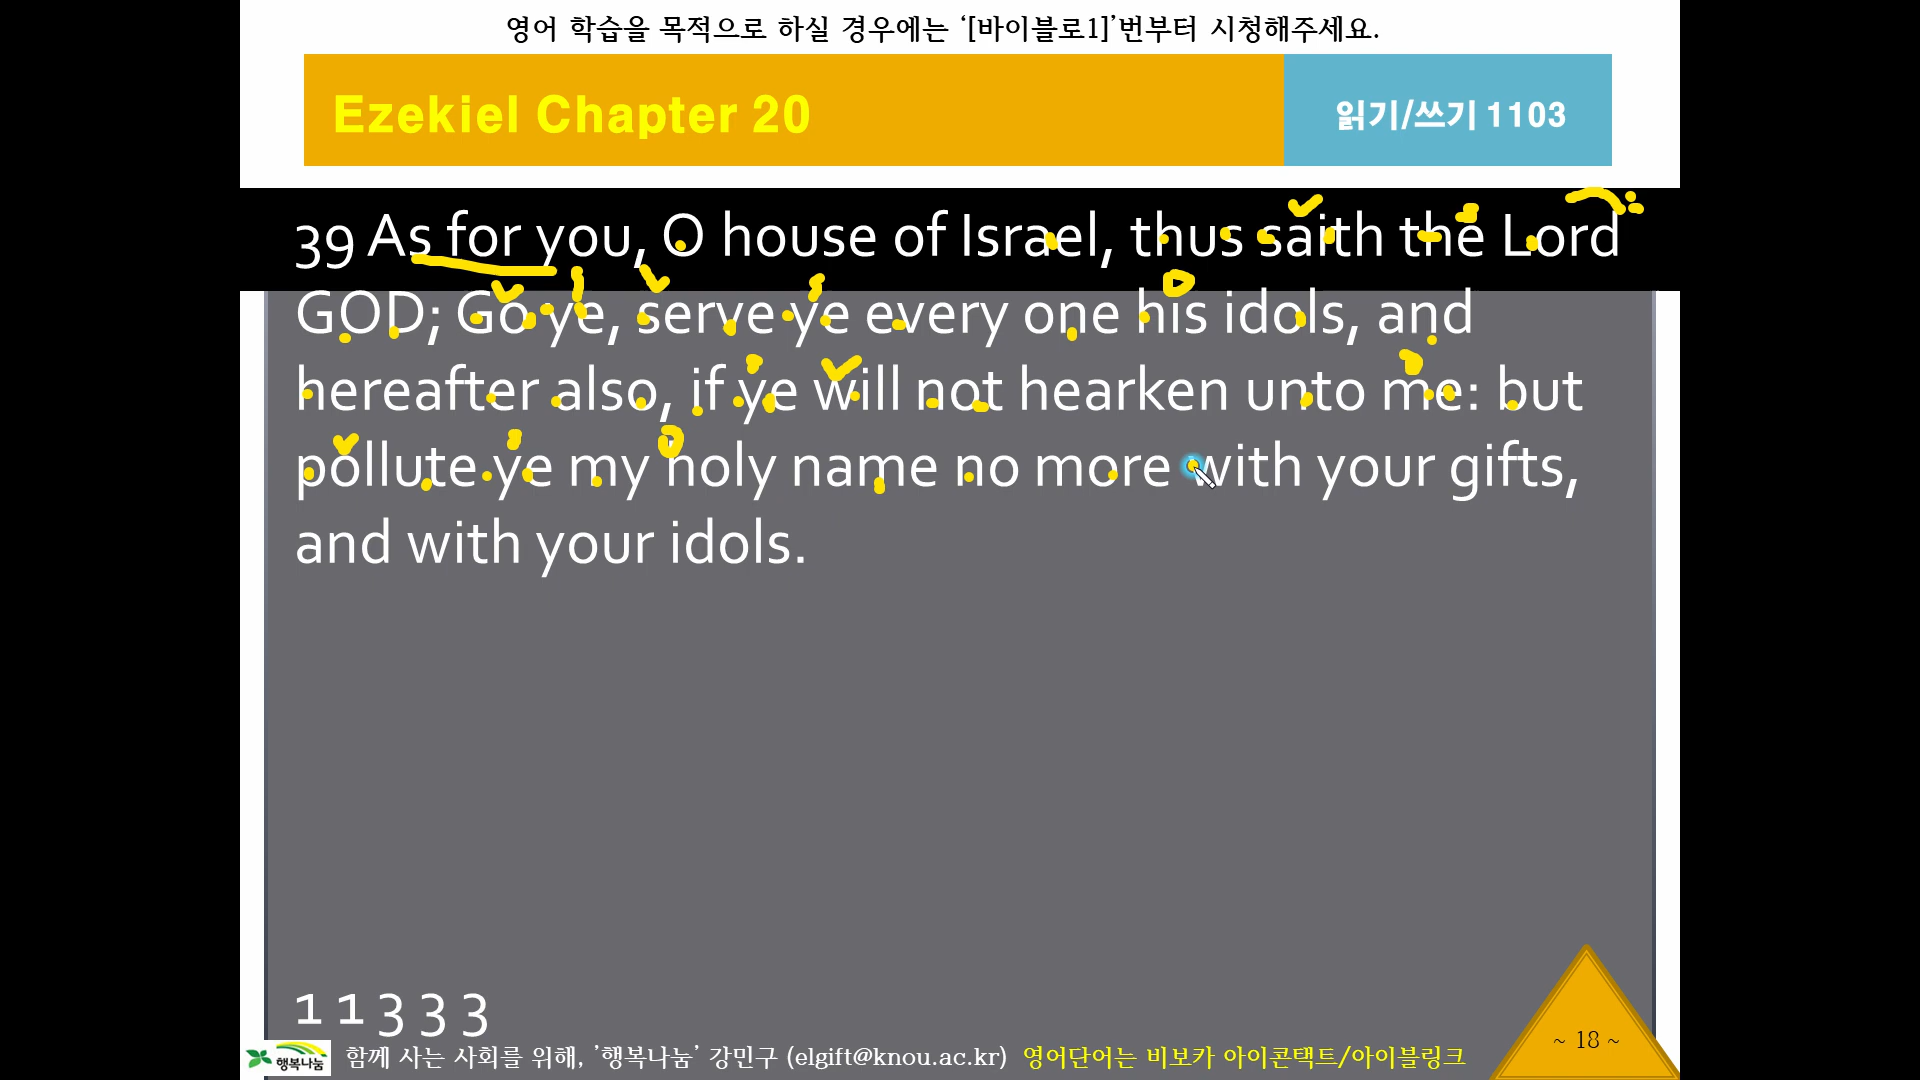 영어 학습을 목적으로 하실 경우에는 ‘[바이블로1]’번부터 시청해주세요.
Ezekiel Chapter 20
읽기/쓰기 1103
39 As for you, O house of Israel, thus saith the Lord
GOD; Go ye, serve ye every one his idols, and
hereafter also, if ye will not hearken unto me: but
pollute ye my holy name no more with your gifts,
and with your idols.
1 1 3 3 3
~ 18 ~
행복나눔 함께 사는 사회를 위해, ’행복나눔’ 강민구 (elgift@knou.ac.kr) 영어단어는 비보카 아이콘택트/아이블링크